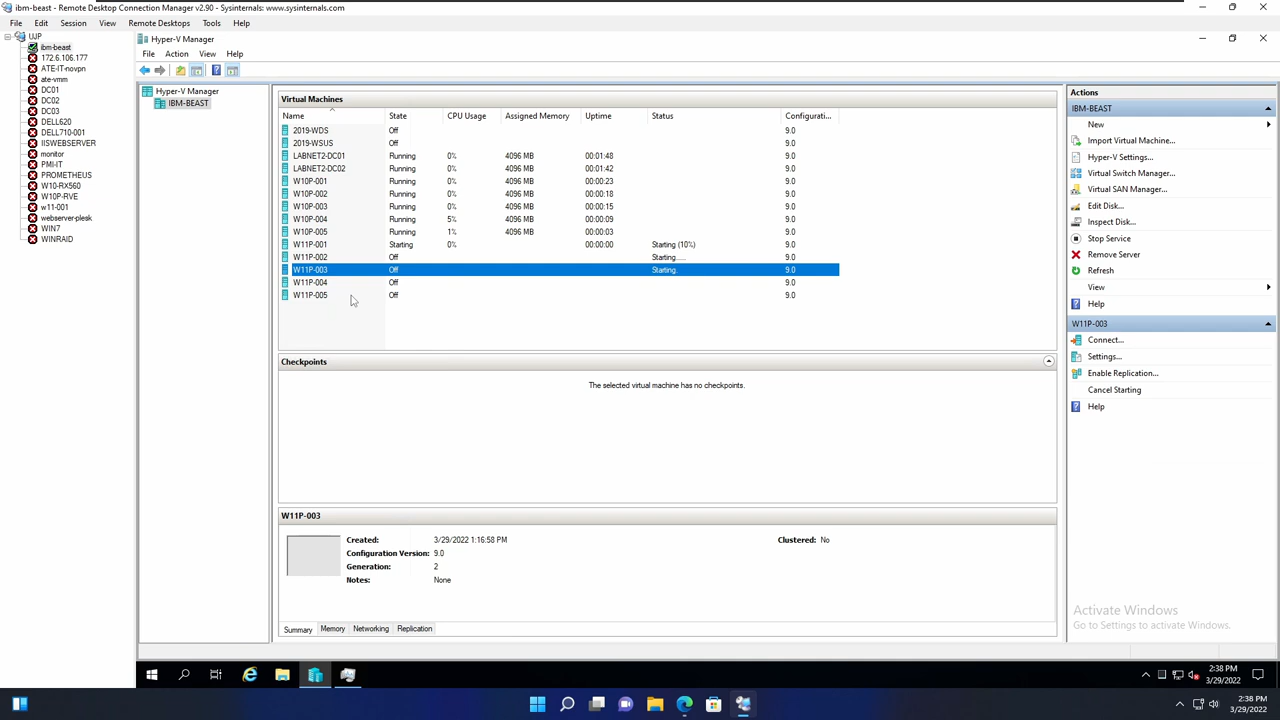 ibm-beast - Remote Desktop Connection Manager v2.90 - Sysinternals: www.sysinternals.com
File Edit Session View Remote Desktops Tools Help
UJP
ibm-beast
172.6.106.177
ATE-IT-novpn
ate-vmm
DC01
DC02
DC03
DELL620
DELL710-001
IISWEBSERVER
monitor
PMI-IT
PROMETHEUS
W10-RX560
W10P-RVE
w11-001
webserver-plesk
WIN7
WINRAID
Hyper-V Manager
File Action View Help
Hyper-V Manager
IBM-BEAST
Virtual Machines
Name State CPU Usage Assigned Memory Uptime Status Configurati...
2019-WDS Off 9.0
2019-WSUS Off 9.0
LABNET2-DC01 Running 0% 4096 MB 00:01:48 9.0
LABNET2-DC02 Running 0% 4096 MB 00:01:42 9.0
W10P-001 Running 0% 4096 MB 00:00:23 9.0
W10P-002 Running 0% 4096 MB 00:00:18 9.0
W10P-003 Running 0% 4096 MB 00:00:15 9.0
W10P-004 Running 5% 4096 MB 00:00:09 9.0
W10P-005 Running 1% 4096 MB 00:00:03 9.0
W11P-001 Starting 0% 00:00:00 Starting (10%) 9.0
W11P-002 Off Starting...... 9.0
W11P-003 Off Starting. 9.0
W11P-004 Off 9.0
W11P-005 Off 9.0
Checkpoints
The selected virtual machine has no checkpoints.
W11P-003
Created: 3/29/2022 1:16:58 PM Clustered: No
Configuration Version: 9.0
Generation: 2
Notes: None
Summary Memory Networking Replication
Actions
IBM-BEAST
New
Import Virtual Machine...
Hyper-V Settings...
Virtual Switch Manager...
Virtual SAN Manager...
Edit Disk...
Inspect Disk...
Stop Service
Remove Server
Refresh
View
Help
W11P-003
Connect...
Settings...
Enable Replication...
Cancel Starting
Help
Activate Windows
Go to Settings to activate Windows.
2:38 PM
3/29/2022
2:38 PM
3/29/2022